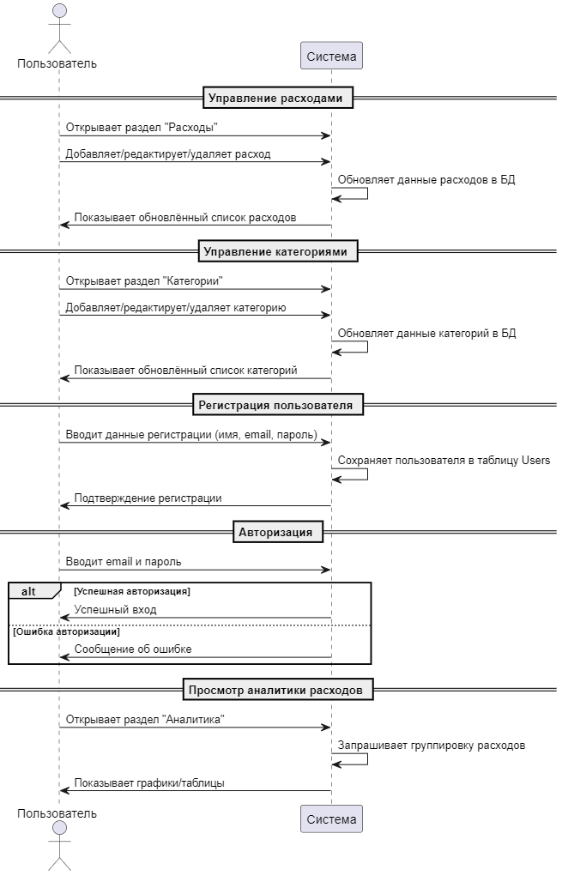 Пользователь
Система
Управление расходами
Открывает раздел "Расходы"
Добавляет/редактирует/удаляет расход
Обновляет данные расходов в БД
Показывает обновлённый список расходов
Управление категориями
Открывает раздел "Категории"
Добавляет/редактирует/удаляет категорию
Обновляет данные категорий в БД
Показывает обновлённый список категорий
Регистрация пользователя
Вводит данные регистрации (имя, email, пароль)
Сохраняет пользователя в таблицу Users
Подтверждение регистрации
Авторизация
Вводит email и пароль
alt [Успешная авторизация]
Успешный вход
[Ошибка авторизации]
Сообщение об ошибке
Просмотр аналитики расходов
Открывает раздел "Аналитика"
Запрашивает группировку расходов
Показывает графики/таблицы
Пользователь
Система